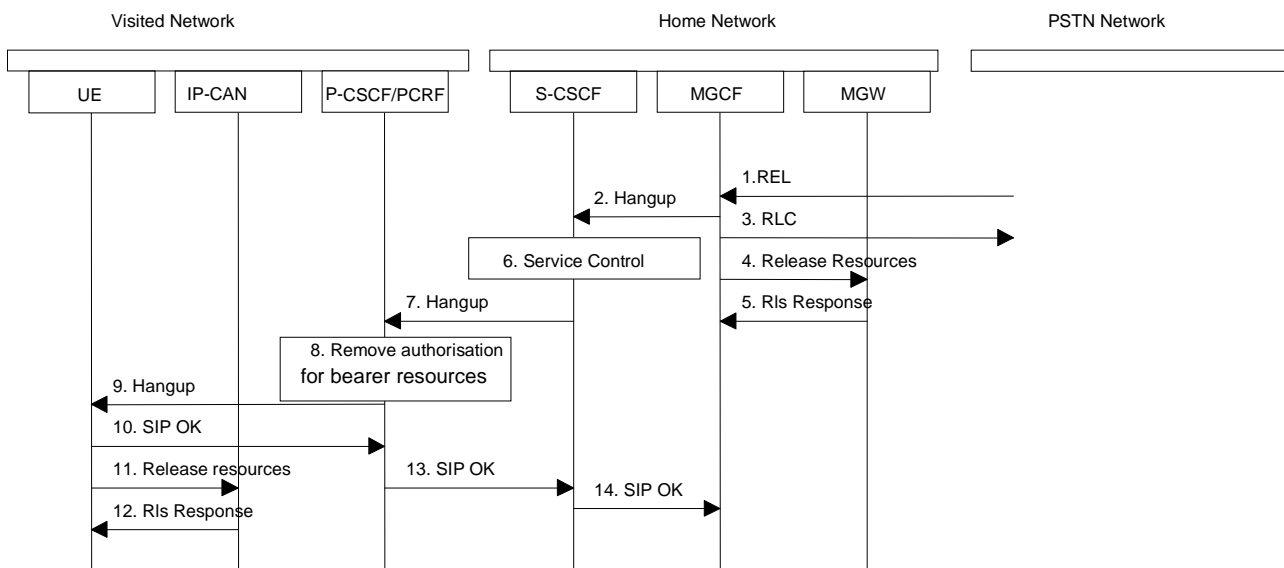 Visited Network
Home Network
PSTN Network
UE
IP-CAN
P-CSCF/PCRF
S-CSCF
MGCF
MGW
1.REL
2. Hangup
3. RLC
6. Service Control
4. Release Resources
7. Hangup
5. Rls Response
8. Remove authorisation
for bearer resources
9. Hangup
10. SIP OK
11. Release resources
13. SIP OK
14. SIP OK
12. Rls Response